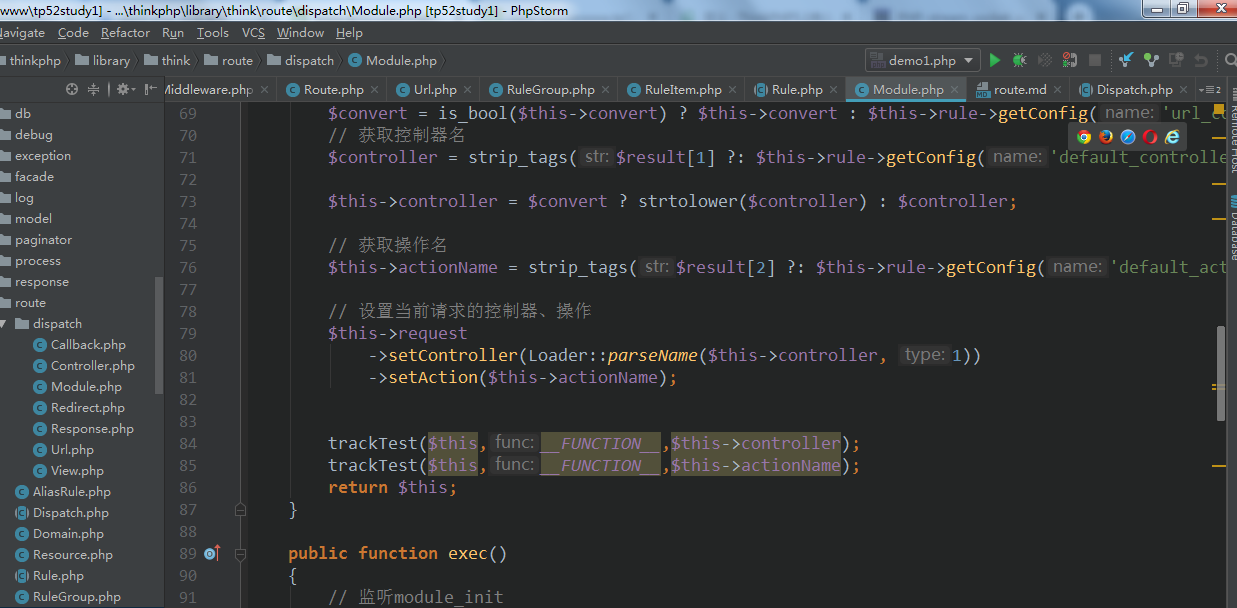 www\tp52study1] - ...\thinkphp\library\think\route\dispatch\Module.php [tp52study1] - PhpStorm
Navigate Code Refactor Run Tools VCS Window Help
thinkphp library think route dispatch Module.php demo1.php
Middleware.php Route.php Url.php RuleGroup.php RuleItem.php Rule.php Module.php route.md Dispatch.php 2
db
debug
exception
facade
log
model
paginator
process
response
route
dispatch
Callback.php
Controller.php
Module.php
Redirect.php
Response.php
Url.php
View.php
AliasRule.php
Dispatch.php
Domain.php
Resource.php
Rule.php
RuleGroup.php
69 $convert = is_bool($this->convert) ? $convert : $this->rule->getConfig( name: 'url_co
70 // 获取控制器名
71 $controller = strip_tags( str: $result[1] ?: $this->rule->getConfig( name: 'default_controlle
72
73 $this->controller = $convert ? strtolower($controller) : $controller;
74
75 // 获取操作名
76 $this->actionName = strip_tags( str: $result[2] ?: $this->rule->getConfig( name: 'default_act
77
78 // 设置当前请求的控制器、操作
79 $this->request
80 ->setController(Loader::parseName($this->controller, type: 1))
81 ->setAction($this->actionName);
82
83
84 trackTest($this, func: __FUNCTION__,$this->controller);
85 trackTest($this, func: __FUNCTION__,$this->actionName);
86 return $this;
87 }
88
89 public function exec()
90 {
91 // 监听module_init
Remote Host
Database